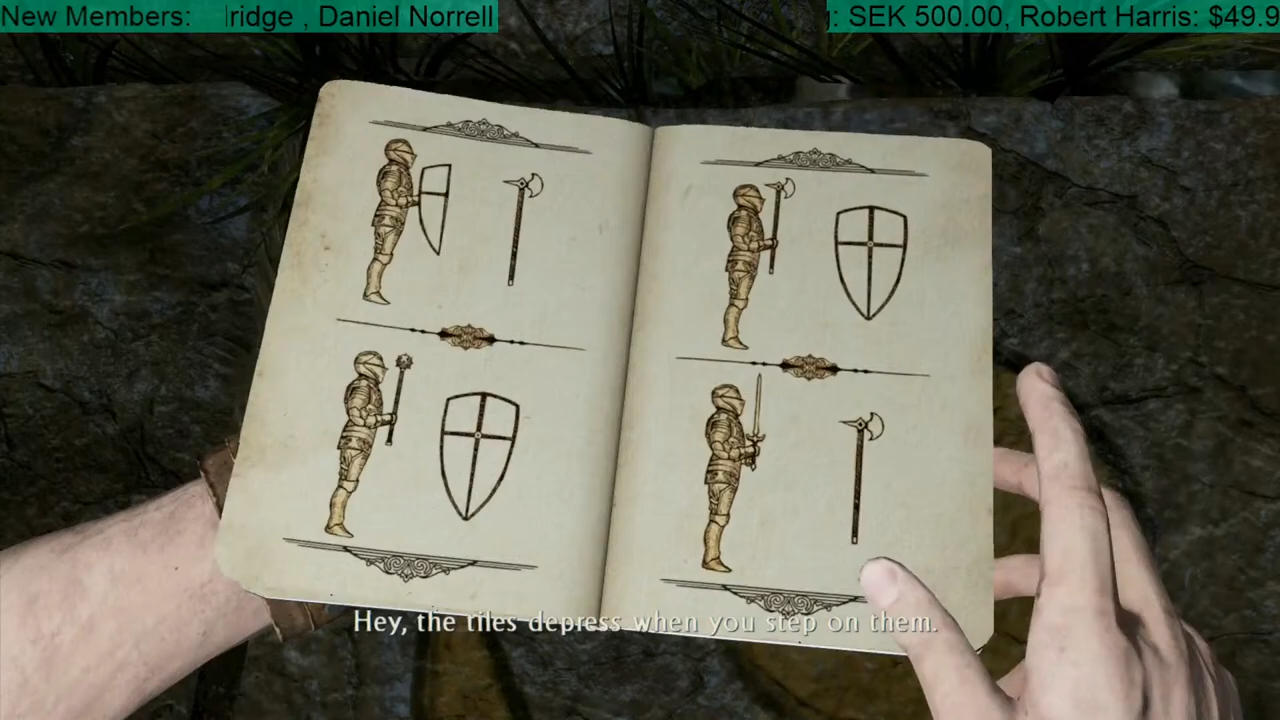 New Members: ridge , Daniel Norrell
: SEK 500.00, Robert Harris: $49.9
Hey, the tiles depress when you step on them.